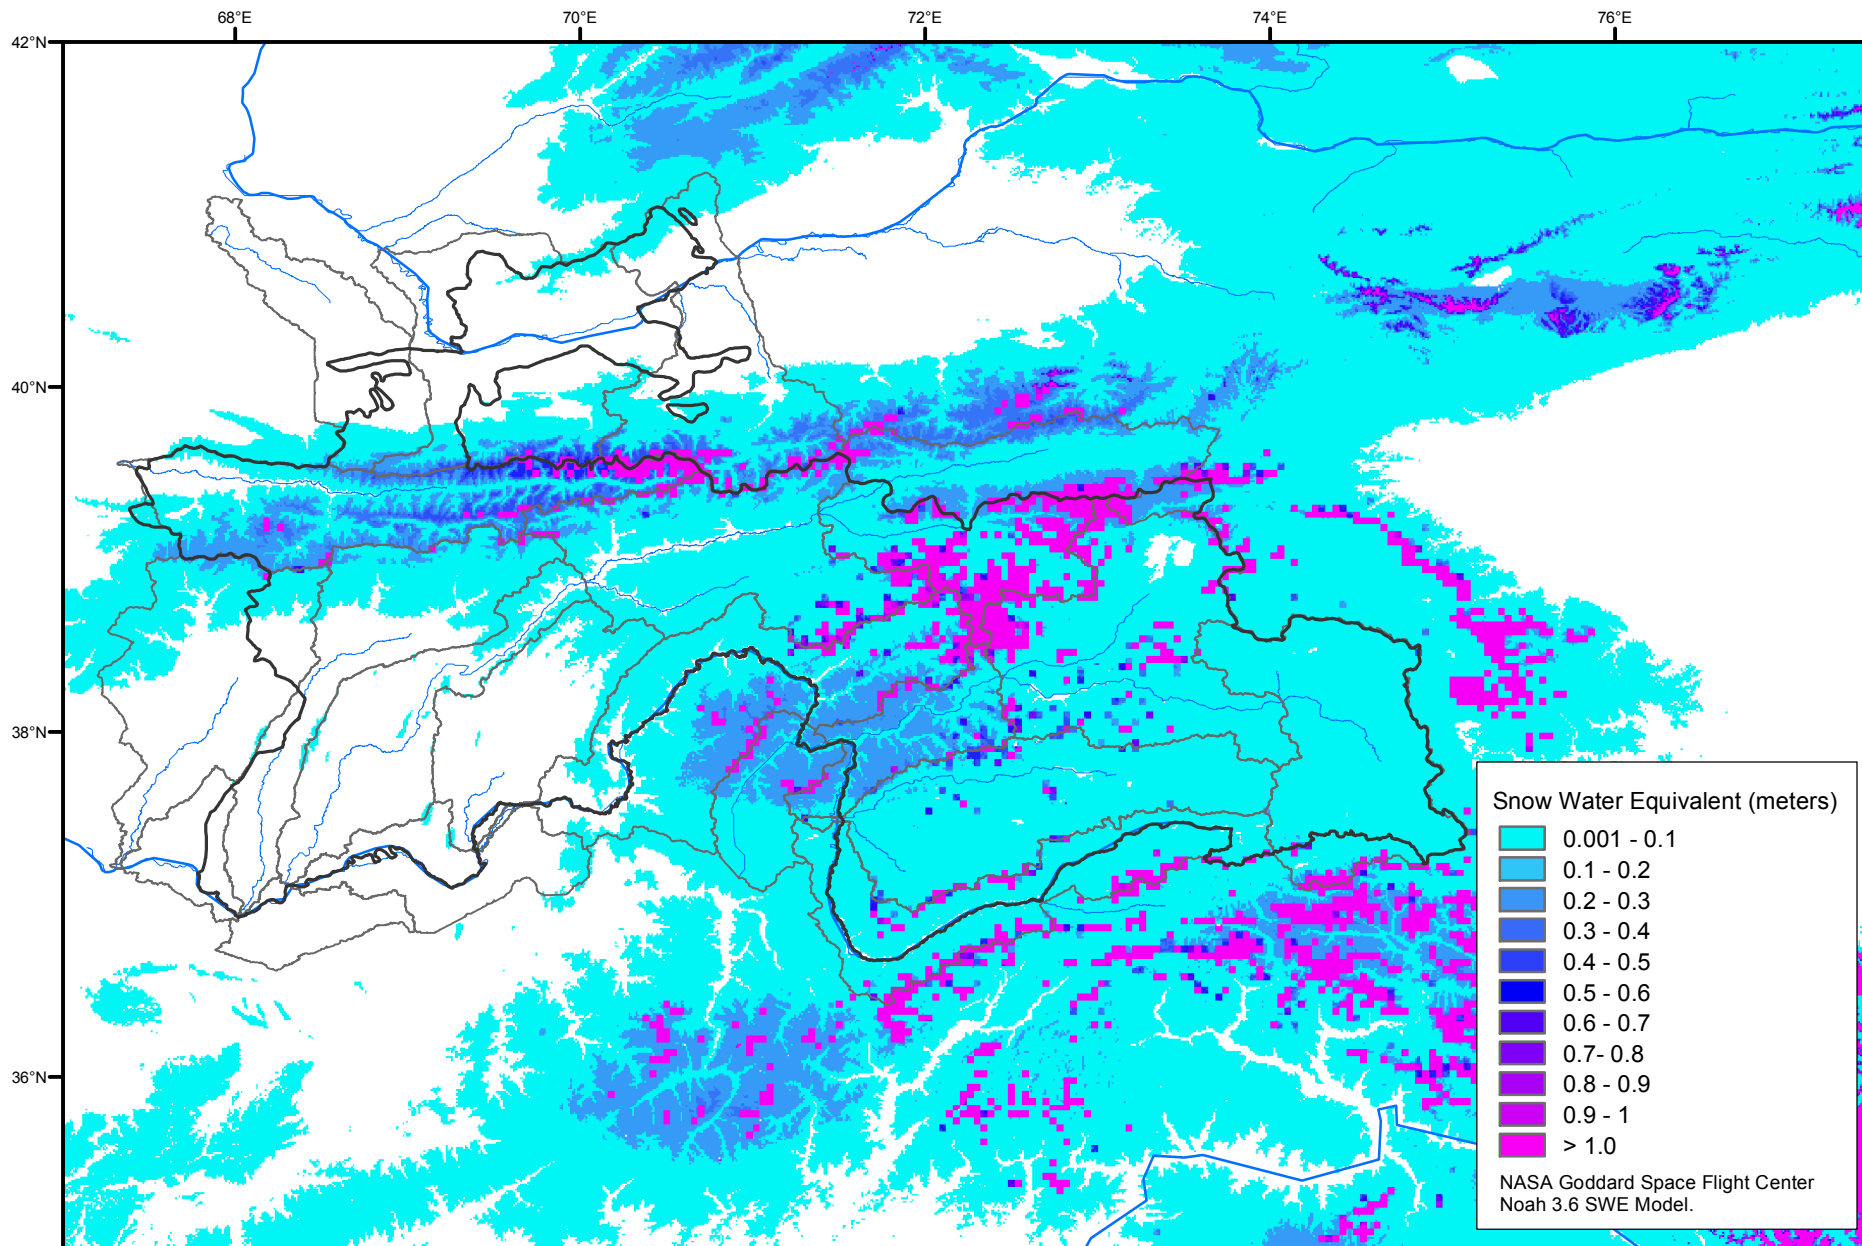 68°E
70°E
72°E
74°E
76°E
42°N
40°N
38°N
36°N
Snow Water Equivalent (meters)
0.001 - 0.1
0.1 - 0.2
0.2 - 0.3
0.3 - 0.4
0.4 - 0.5
0.5 - 0.6
0.6 - 0.7
0.7- 0.8
0.8 - 0.9
0.9 - 1
> 1.0
NASA Goddard Space Flight Center
Noah 3.6 SWE Model.